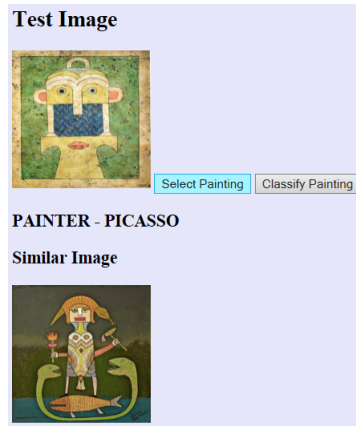 Test Image
Select Painting Classify Painting
PAINTER - PICASSO
Similar Image